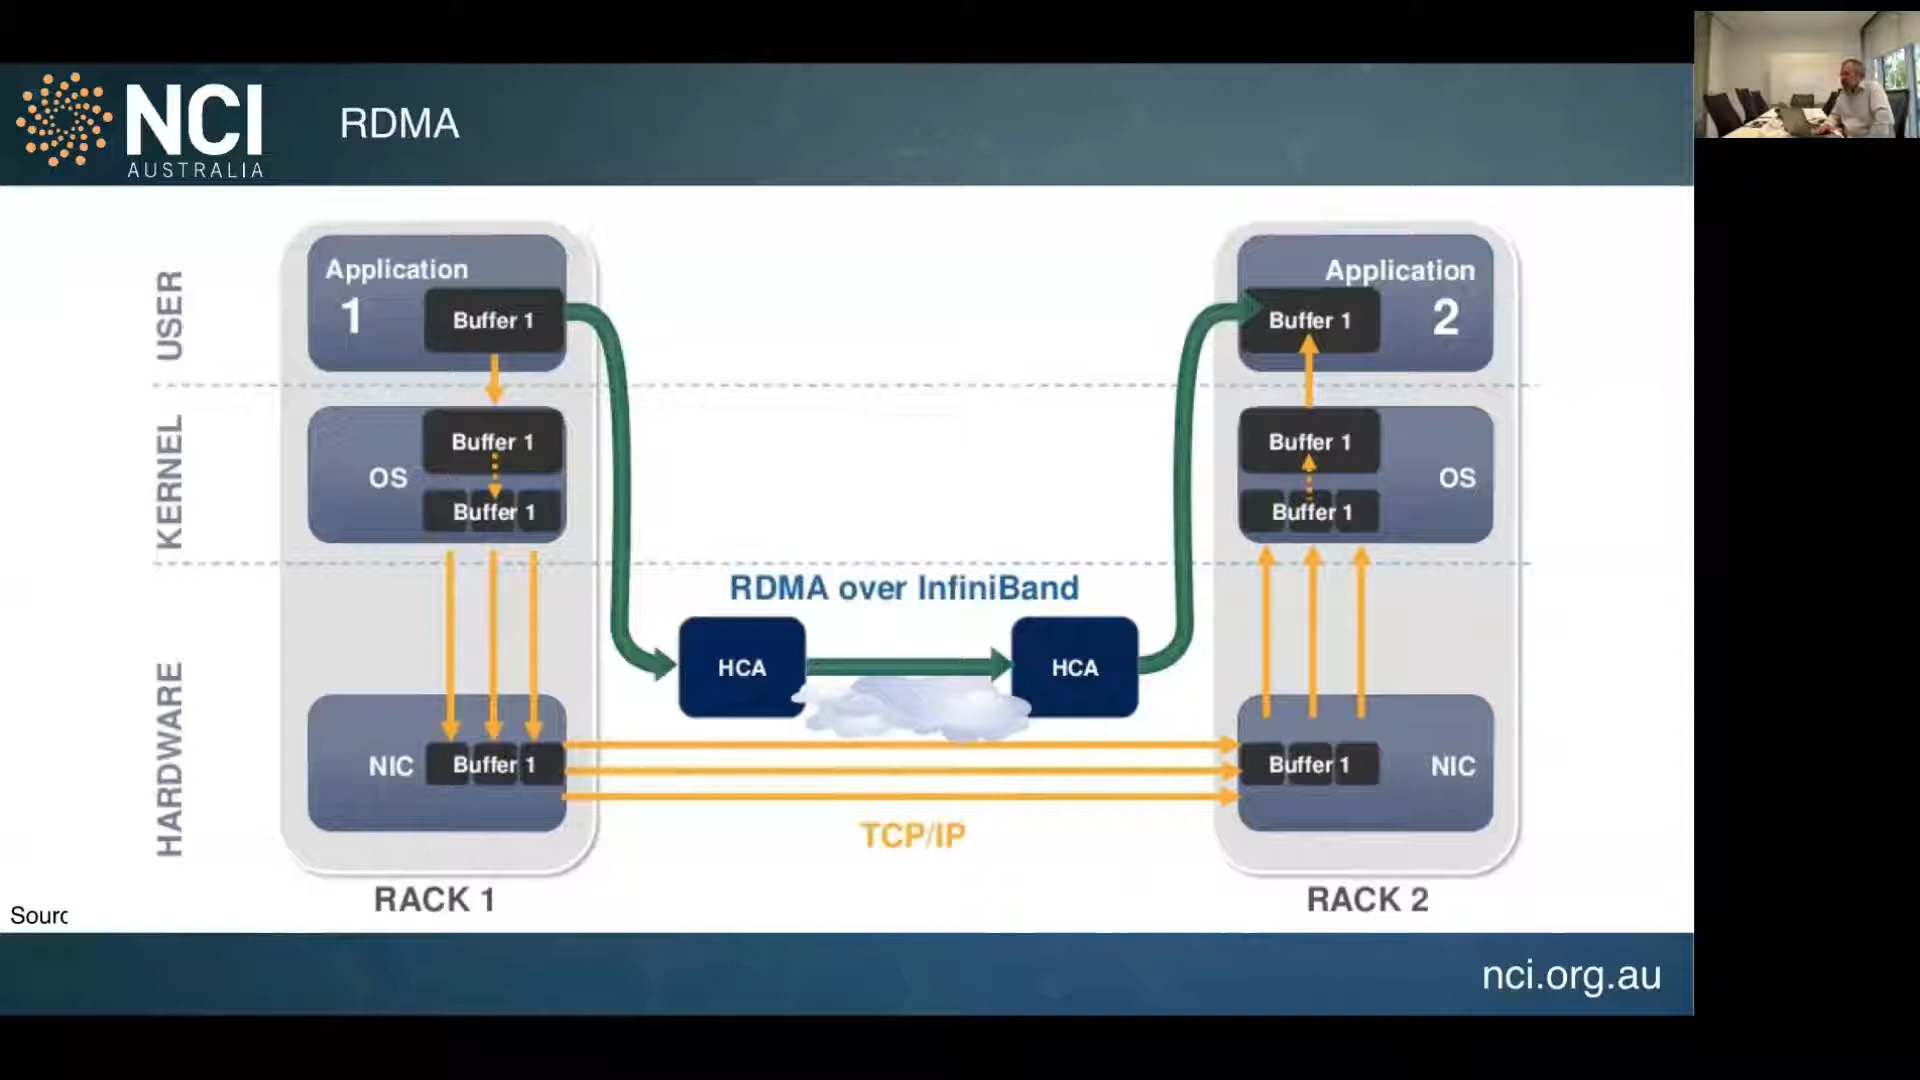 NCI
AUSTRALIA
RDMA
USER
KERNEL
HARDWARE
Application
1
Buffer 1
OS
Buffer 1
Buffer 1
NIC
Buffer 1
RACK 1
RDMA over InfiniBand
HCA
HCA
TCP/IP
Application
2
Buffer 1
Buffer 1
OS
Buffer 1
Buffer 1
NIC
RACK 2
Sourc
nci.org.au